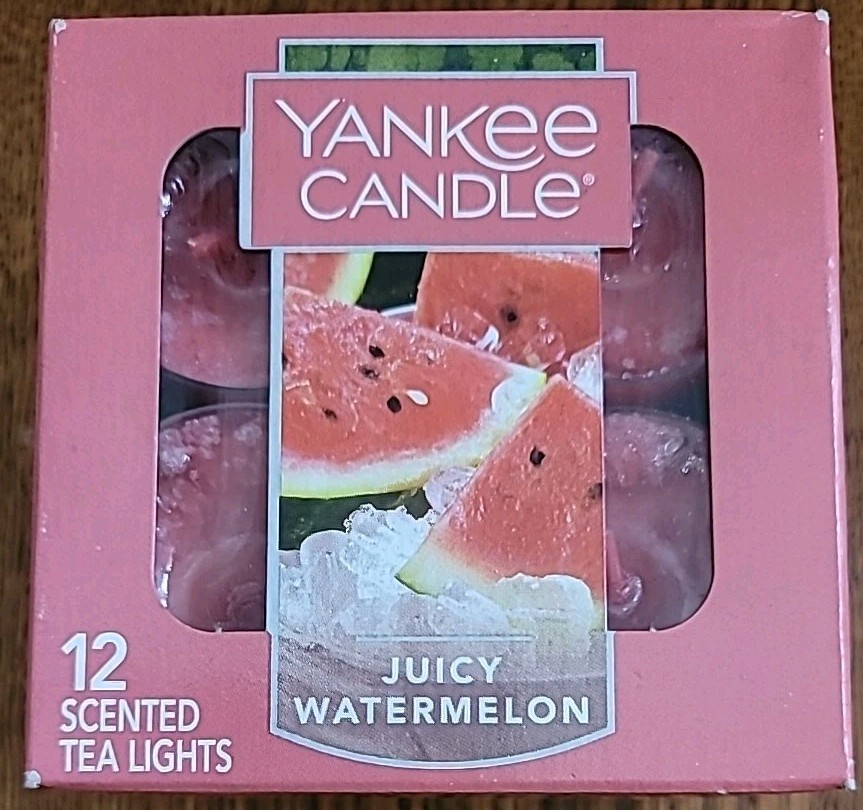 YANKEE
CANDLE®
JUICY
WATERMELON
12
SCENTED
TEA LIGHTS